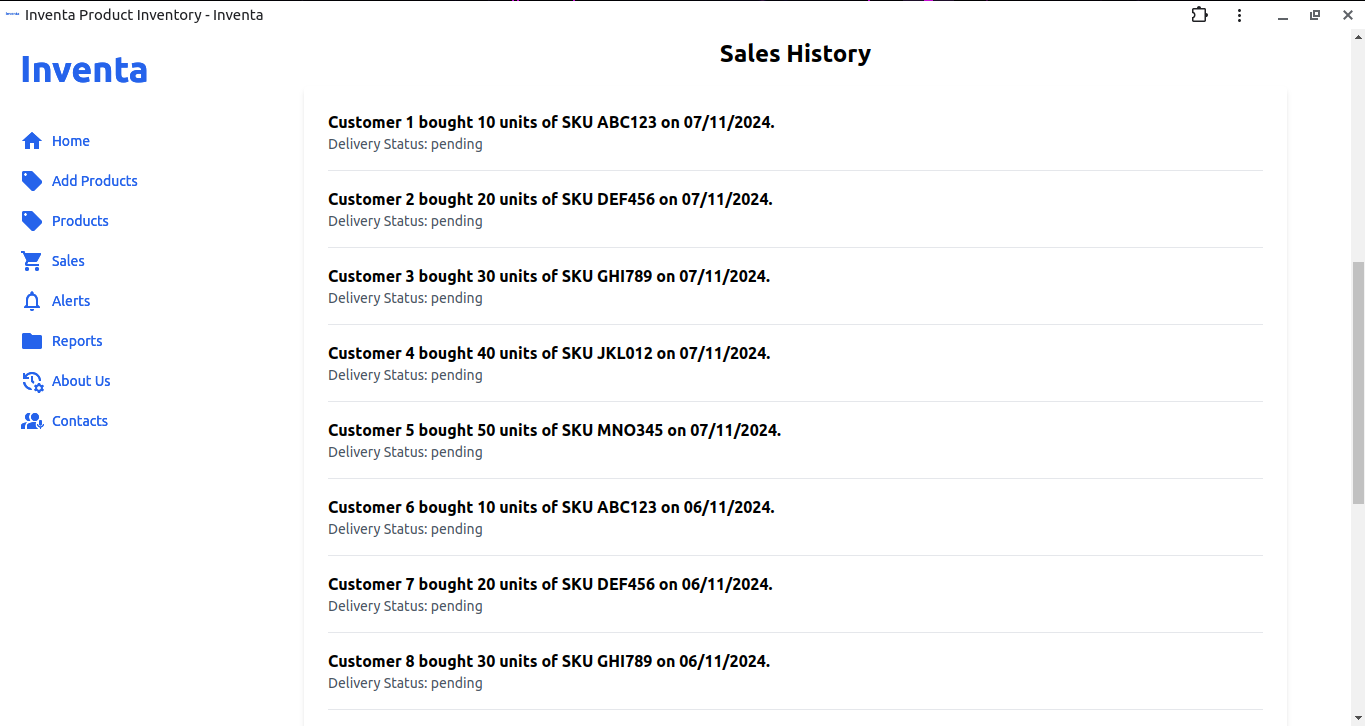 Inventa Product Inventory - Inventa
Inventa
Home
Add Products
Products
Sales
Alerts
Reports
About Us
Contacts
Sales History
Customer 1 bought 10 units of SKU ABC123 on 07/11/2024.
Delivery Status: pending
Customer 2 bought 20 units of SKU DEF456 on 07/11/2024.
Delivery Status: pending
Customer 3 bought 30 units of SKU GHI789 on 07/11/2024.
Delivery Status: pending
Customer 4 bought 40 units of SKU JKL012 on 07/11/2024.
Delivery Status: pending
Customer 5 bought 50 units of SKU MNO345 on 07/11/2024.
Delivery Status: pending
Customer 6 bought 10 units of SKU ABC123 on 06/11/2024.
Delivery Status: pending
Customer 7 bought 20 units of SKU DEF456 on 06/11/2024.
Delivery Status: pending
Customer 8 bought 30 units of SKU GHI789 on 06/11/2024.
Delivery Status: pending